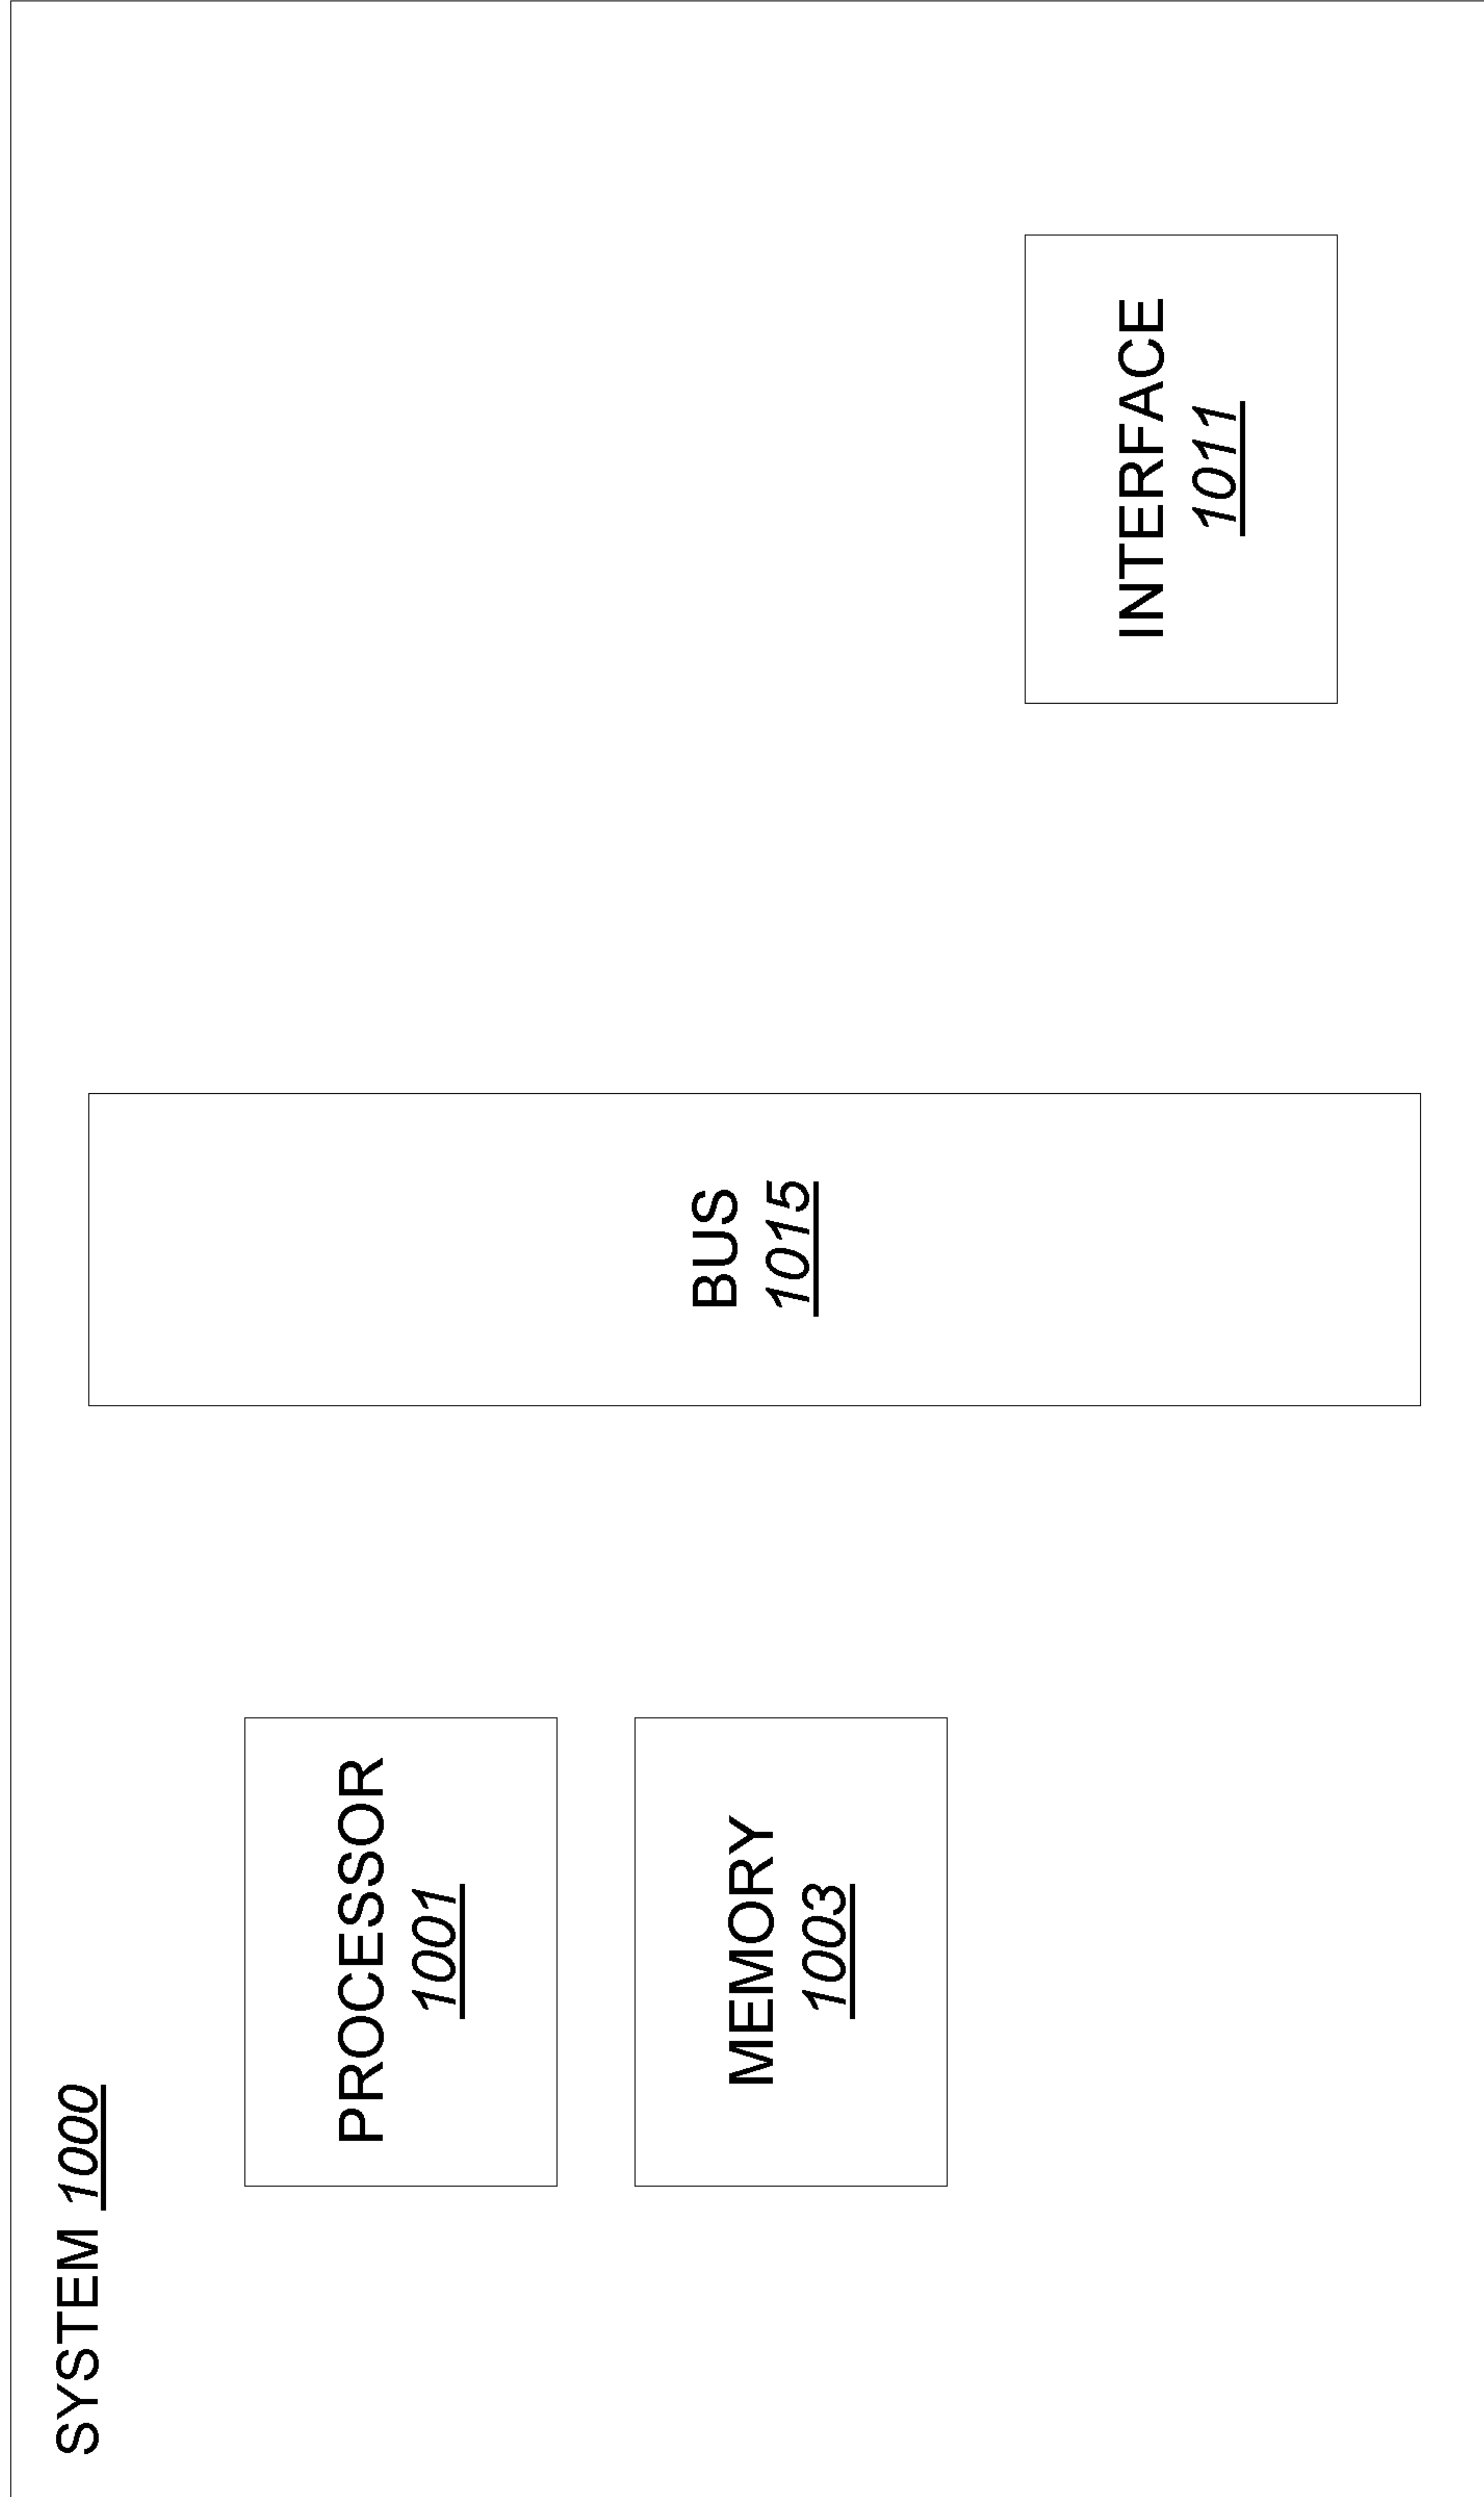 SYSTEM 1000
PROCESSOR
1001
MEMORY
1003
BUS
1015
INTERFACE
1011